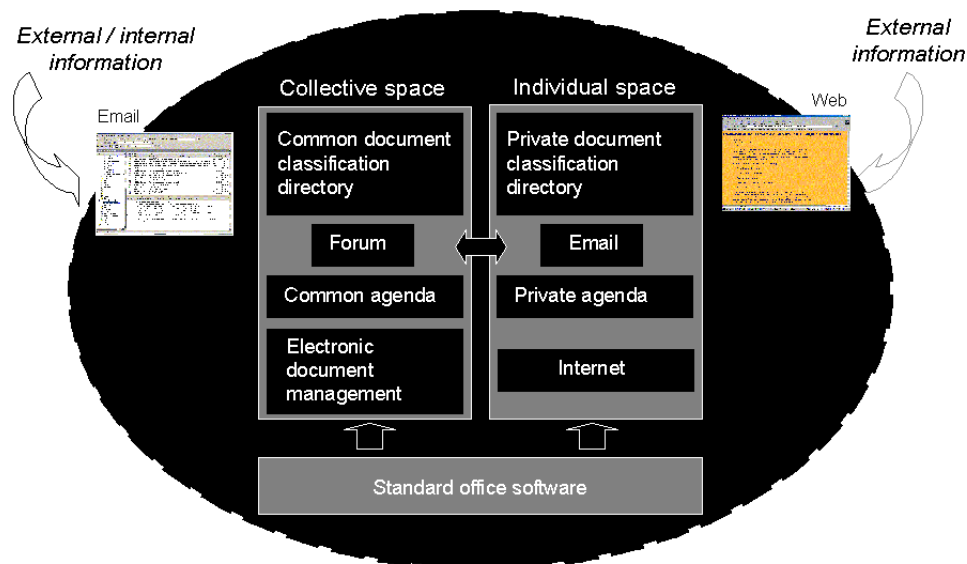 External / internal
information
Email
External
information
Web
Collective space
Common document
classification
directory
Forum
Common agenda
Electronic
document
management
Individual space
Private document
classification
directory
Email
Private agenda
Internet
Standard office software